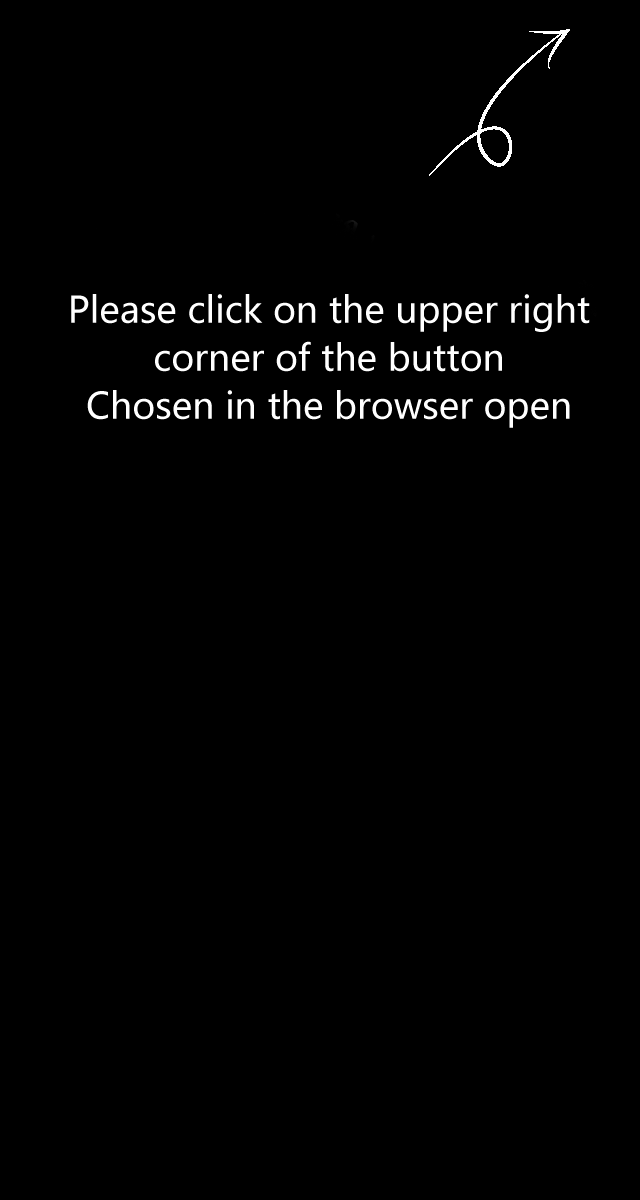 Please click on the upper right
corner of the button
Chosen in the browser open